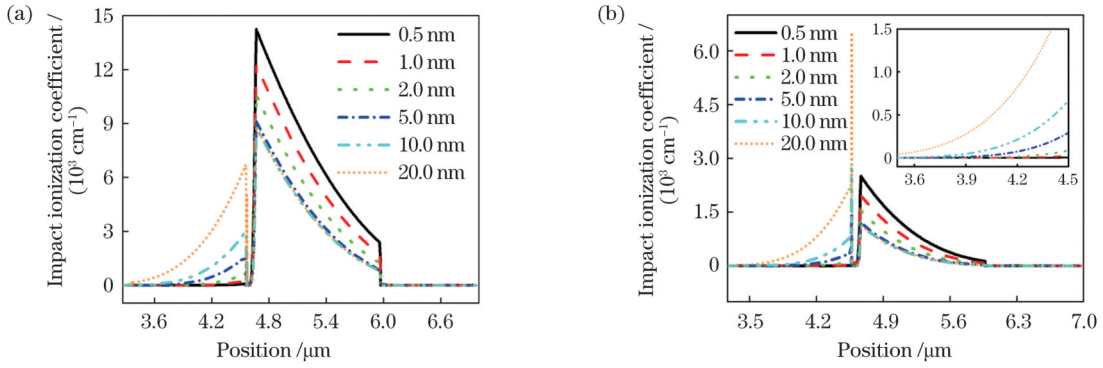 (a)
Impact ionization coefficient /
(10³ cm⁻¹)
15
12
9
6
3
0
0.5 nm
1.0 nm
2.0 nm
5.0 nm
10.0 nm
20.0 nm
3.6 4.2 4.8 5.4 6.0 6.6
Position /μm
(b)
Impact ionization coefficient /
(10³ cm⁻¹)
6.0
4.5
3.0
1.5
0
0.5 nm
1.0 nm
2.0 nm
5.0 nm
10.0 nm
20.0 nm
1.5
1.0
0.5
0
3.6 3.9 4.2 4.5
3.5 4.2 4.9 5.6 6.3 7.0
Position /μm